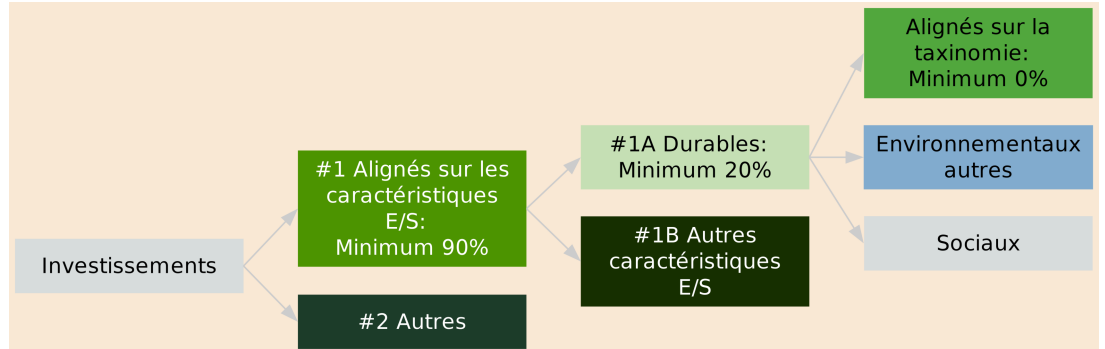 Investissements
#1 Alignés sur les
caractéristiques
E/S:
Minimum 90%
#2 Autres
#1A Durables:
Minimum 20%
#1B Autres
caractéristiques
E/S
Alignés sur la
taxinomie:
Minimum 0%
Environnementaux
autres
Sociaux